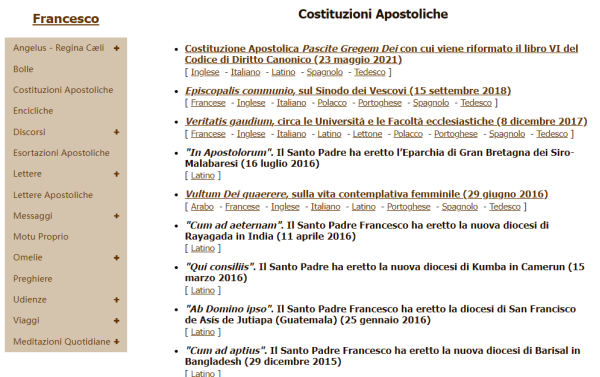 Francesco
Angelus - Regina Cæli +
Bolle
Costituzioni Apostoliche
Encicliche
Discorsi +
Esortazioni Apostoliche
Lettere +
Lettere Apostoliche
Messaggi +
Motu Proprio
Omelie +
Preghiere
Udienze +
Viaggi +
Meditazioni Quotidiane +
Costituzioni Apostoliche
• Costituzione Apostolica Pascite Gregem Dei con cui viene riformato il libro VI del
Codice di Diritto Canonico (23 maggio 2021)
[ Inglese - Italiano - Latino - Spagnolo - Tedesco ]
• Episcopalis communio, sul Sinodo dei Vescovi (15 settembre 2018)
[ Francese - Inglese - Italiano - Polacco - Portoghese - Spagnolo - Tedesco ]
• Veritatis gaudium, circa le Università e le Facoltà ecclesiastiche (8 dicembre 2017)
[ Francese - Inglese - Italiano - Latino - Lettone - Polacco - Portoghese - Spagnolo - Tedesco ]
• "In Apostolorum". Il Santo Padre ha eretto l'Eparchia di Gran Bretagna dei Siro-
Malabaresi (16 luglio 2016)
[ Latino ]
• Vultum Dei quaerere, sulla vita contemplativa femminile (29 giugno 2016)
[ Arabo - Francese - Inglese - Italiano - Latino - Portoghese - Spagnolo - Tedesco ]
• "Cum ad aeternam". Il Santo Padre Francesco ha eretto la nuova diocesi di
Rayagada in India (11 aprile 2016)
[ Latino ]
• "Qui consiliis". Il Santo Padre ha eretto la nuova diocesi di Kumba in Camerun (15
marzo 2016)
[ Latino ]
• "Ab Domino ipso". Il Santo Padre Francesco ha eretto la diocesi di San Francisco
de Asís de Jutiapa (Guatemala) (25 gennaio 2016)
[ Latino ]
• "Cum ad aptius". Il Santo Padre Francesco ha eretto la nuova diocesi di Barisal in
Bangladesh (29 dicembre 2015)
[ Latino ]